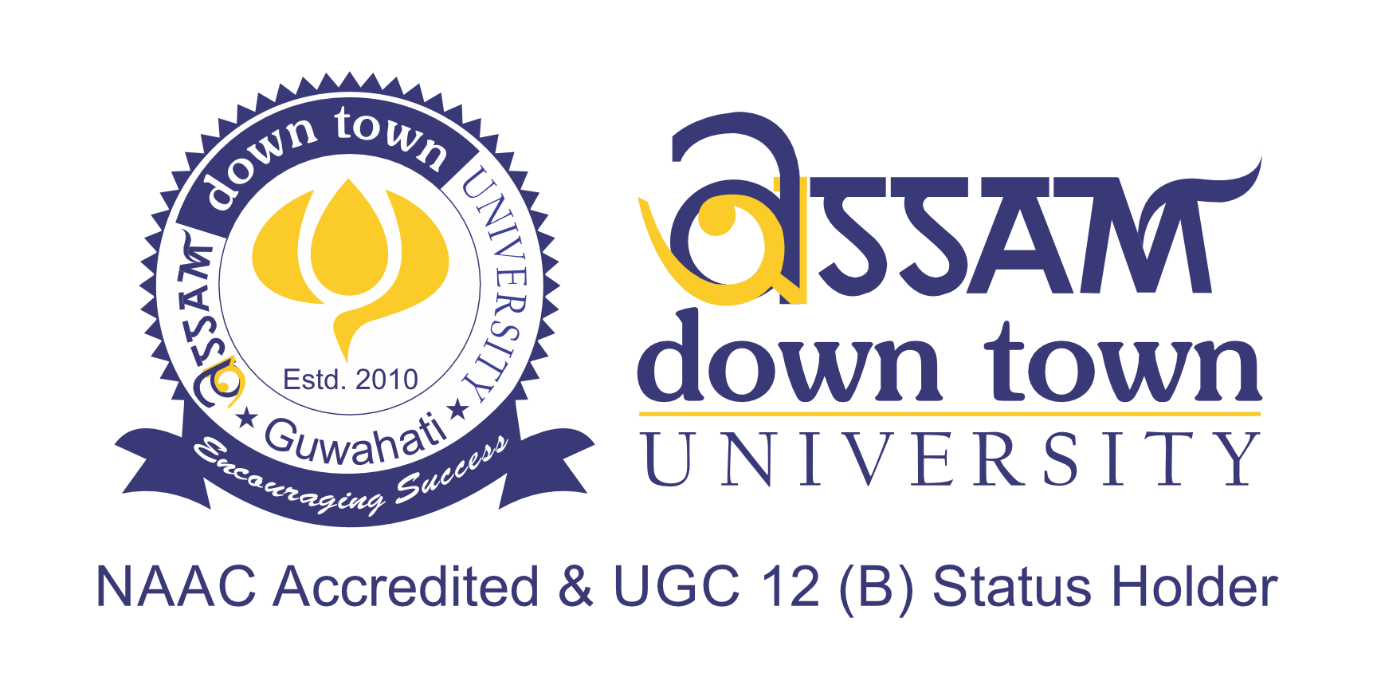 ASSAM down town UNIVERSITY
Estd. 2010
★ Guwahati ★
Encouraging Success
ASSAM
down town
UNIVERSITY
NAAC Accredited & UGC 12 (B) Status Holder